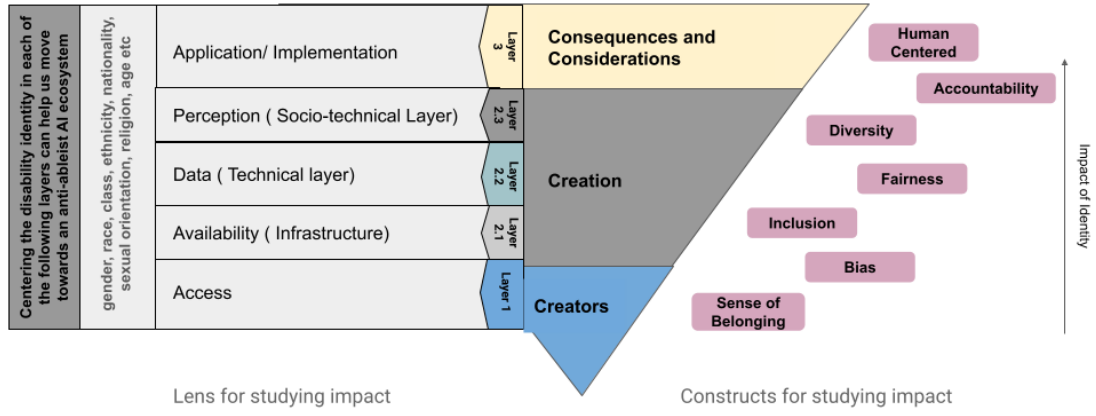 Centering the disability identity in each of
the following layers can help us move
towards an anti-ableist AI ecosystem
gender, race, class, ethnicity, nationality,
sexual orientation, religion, age etc
Application/ Implementation
Layer
3
Consequences and
Considerations
Perception ( Socio-technical Layer)
Layer
2.3
Data ( Technical layer)
Layer
2.2
Creation
Availability ( Infrastructure)
Layer
2.1
Access
Layer 1
Creators
Human
Centered
Accountability
Diversity
Fairness
Inclusion
Bias
Sense of
Belonging
Impact of Identity
Lens for studying impact
Constructs for studying impact